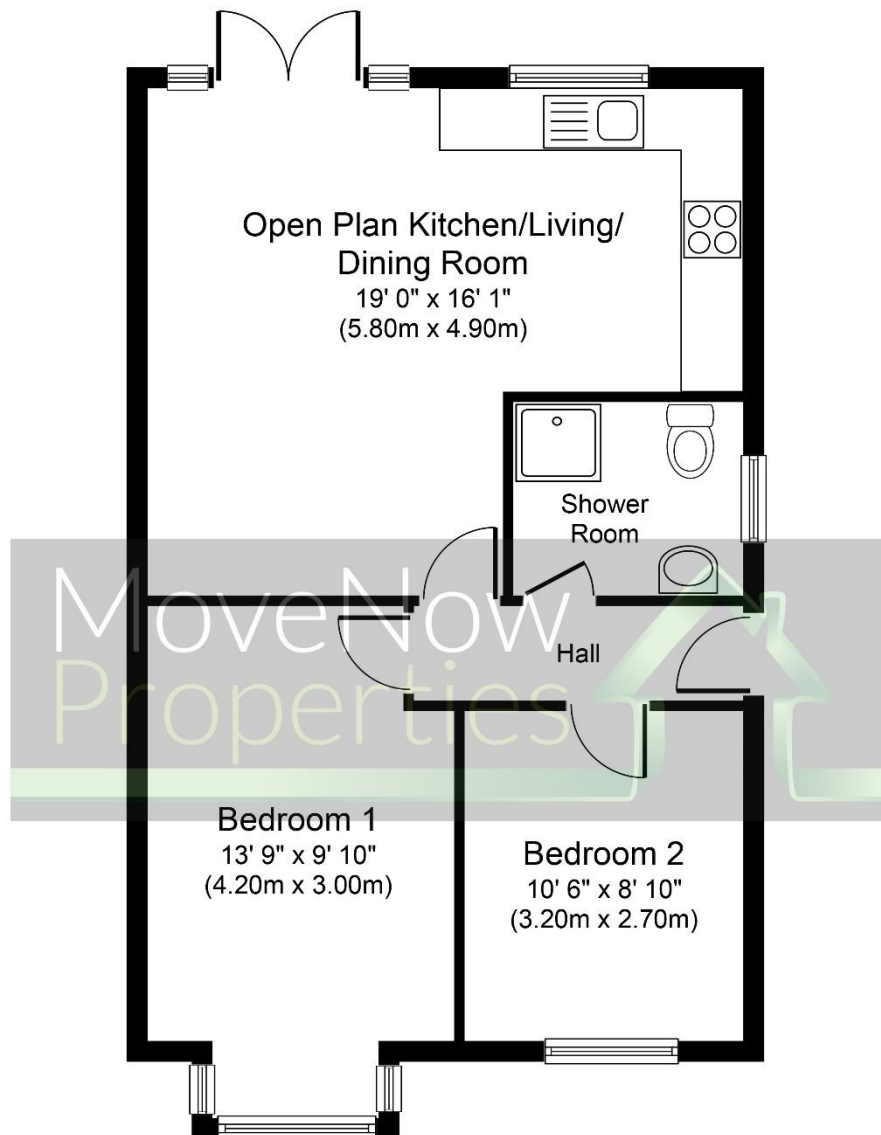 Open Plan Kitchen/Living/
Dining Room
19' 0" x 16' 1"
(5.80m x 4.90m)
Shower
Room
MoveNow
Properties
Hall
Bedroom 1
13' 9" x 9' 10"
(4.20m x 3.00m)
Bedroom 2
10' 6" x 8' 10"
(3.20m x 2.70m)